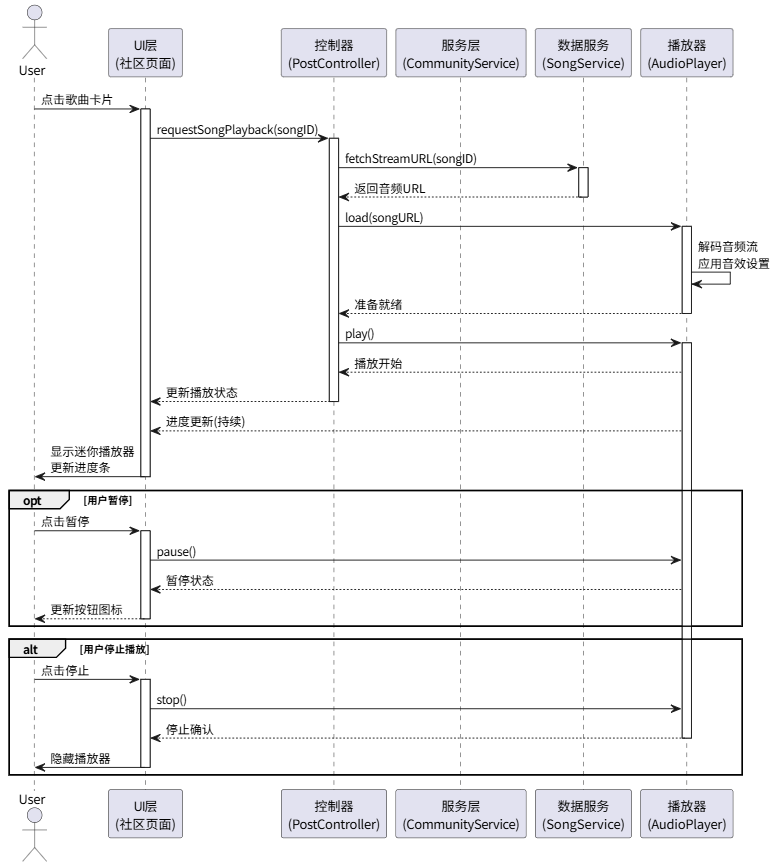 User
UI层
(社区页面)
控制器
(PostController)
服务层
(CommunityService)
数据服务
(SongService)
播放器
(AudioPlayer)
点击歌曲卡片
requestSongPlayback(songID)
fetchStreamURL(songID)
返回音频URL
load(songURL)
解码音频流
应用音效设置
准备就绪
play()
播放开始
更新播放状态
进度更新(持续)
显示迷你播放器
更新进度条
opt
[用户暂停]
点击暂停
pause()
暂停状态
更新按钮图标
alt
[用户停止播放]
点击停止
stop()
停止确认
隐藏播放器
User
UI层
(社区页面)
控制器
(PostController)
服务层
(CommunityService)
数据服务
(SongService)
播放器
(AudioPlayer)